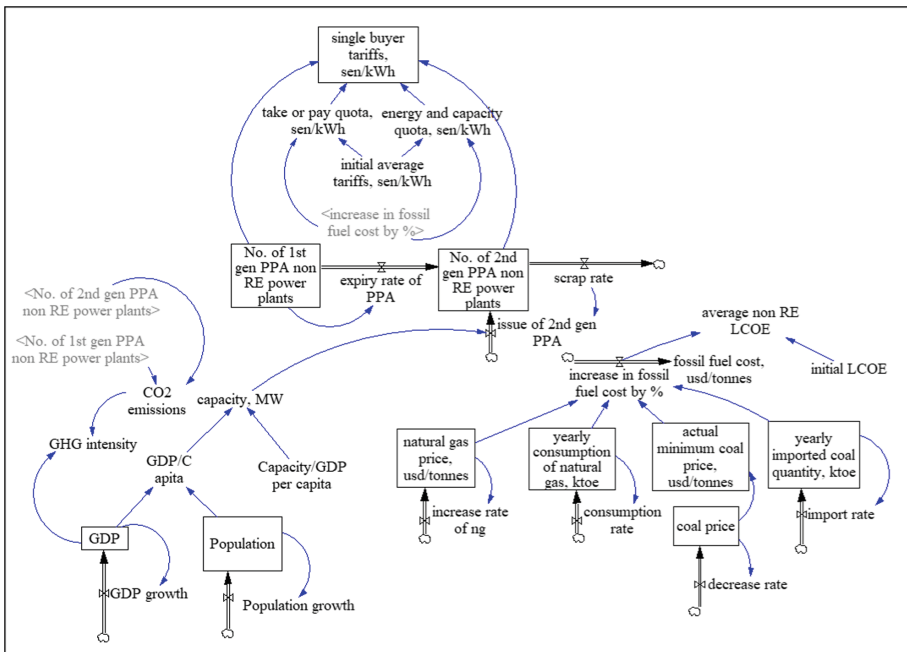 single buyer
tariffs,
sen/kWh
take or pay quota,
sen/kWh
energy and capacity
quota, sen/kWh
initial average
tariffs, sen/kWh
<increase in fossil
fuel cost by %>
No. of 1st
gen PPA non
RE power
plants
expiry rate of
PPA
No. of 2nd
gen PPA non
RE power
plants
scrap rate
issue of 2nd gen
PPA
<No. of 2nd gen PPA
non RE power plants>
<No. of 1st gen PPA
non RE power plants>
CO2
emissions
GHG intensity
capacity, MW
GDP/C
apita
Capacity/GDP
per capita
GDP
Population
GDP growth
Population growth
average non RE
LCOE
initial LCOE
fossil fuel cost,
usd/tonnes
increase in fossil
fuel cost by %
natural gas
price,
usd/tonnes
yearly
consumption
of natural
gas, ktoe
actual
minimum coal
price,
usd/tonnes
yearly
imported coal
quantity, ktoe
increase rate
of ng
consumption
rate
coal price
import rate
decrease rate